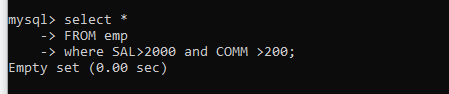 mysql> select *
    -> FROM emp
    -> where SAL>2000 and COMM >200;
Empty set (0.00 sec)